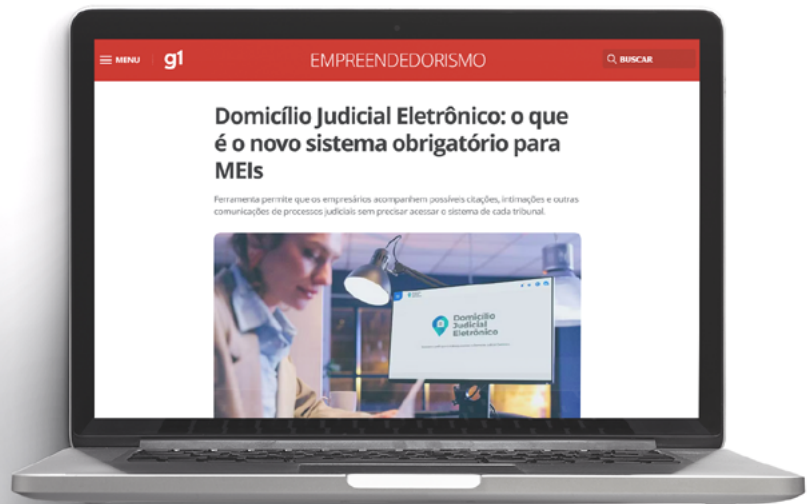 MENU
g1
EMPREENDEDORISMO
BUSCAR
Domicílio Judicial Eletrônico: o que
é o novo sistema obrigatório para
MEIs
Ferramenta permite que os empresários acompanhem possíveis citações, intimações e outras
comunicações de processos judiciais sem precisar acessar o sistema de cada tribunal.
Domicílio
Judicial
Eletrônico